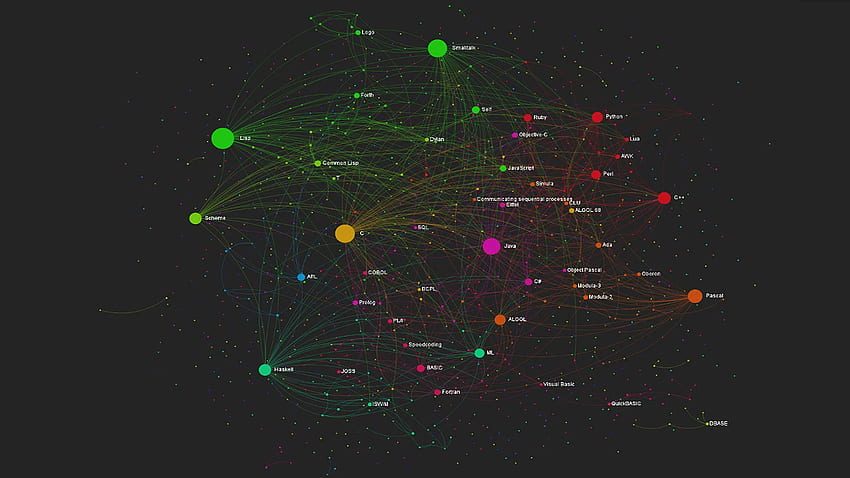 Logo
Smalltalk
Forth
Self
Ruby
Python
Objective-C
Lisp
Dylan
Lua
AWK
Common Lisp
JavaScript
Perl
T
Simula
C++
Communicating sequential processes
CLU
Eiffel
ALGOL 68
Scheme
SQL
C
Java
Ada
Object Pascal
COBOL
Oberon
APL
C#
Modula-3
BCPL
Pascal
Modula-2
Prolog
PL/I
ALGOL
Speedcoding
ML
BASIC
Haskell
JOSS
Visual Basic
Fortran
ISWIM
QuickBASIC
DBASE